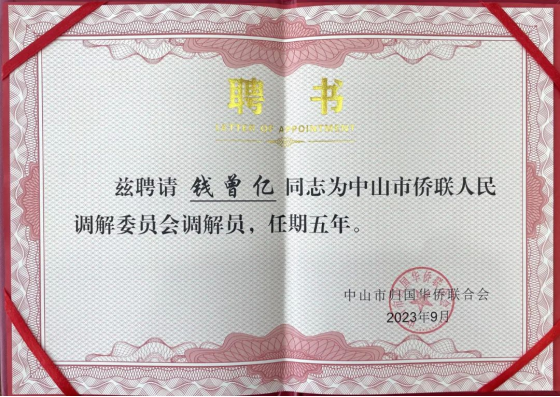 聘书
LETTER OF APPOINTMENT
兹聘请 钱曾亿 同志为中山市侨联人民
调解委员会调解员，任期五年。
中山市归国华侨联合会
2023年9月